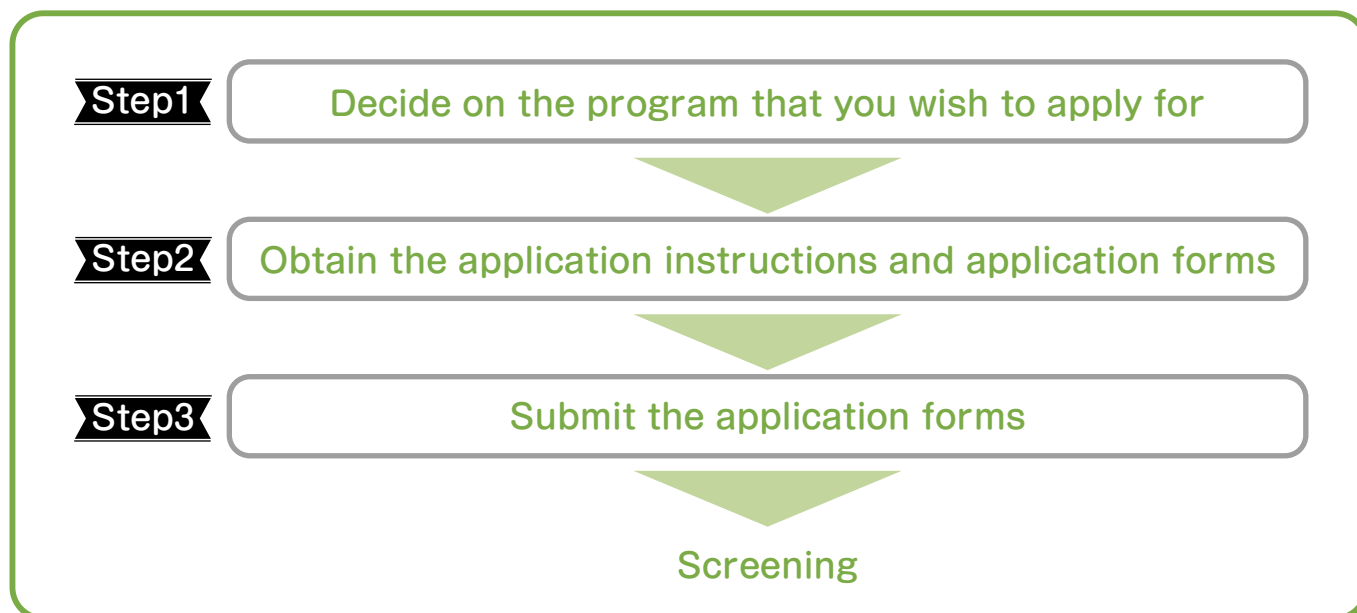 Step1 Decide on the program that you wish to apply for
Step2 Obtain the application instructions and application forms
Step3 Submit the application forms
Screening